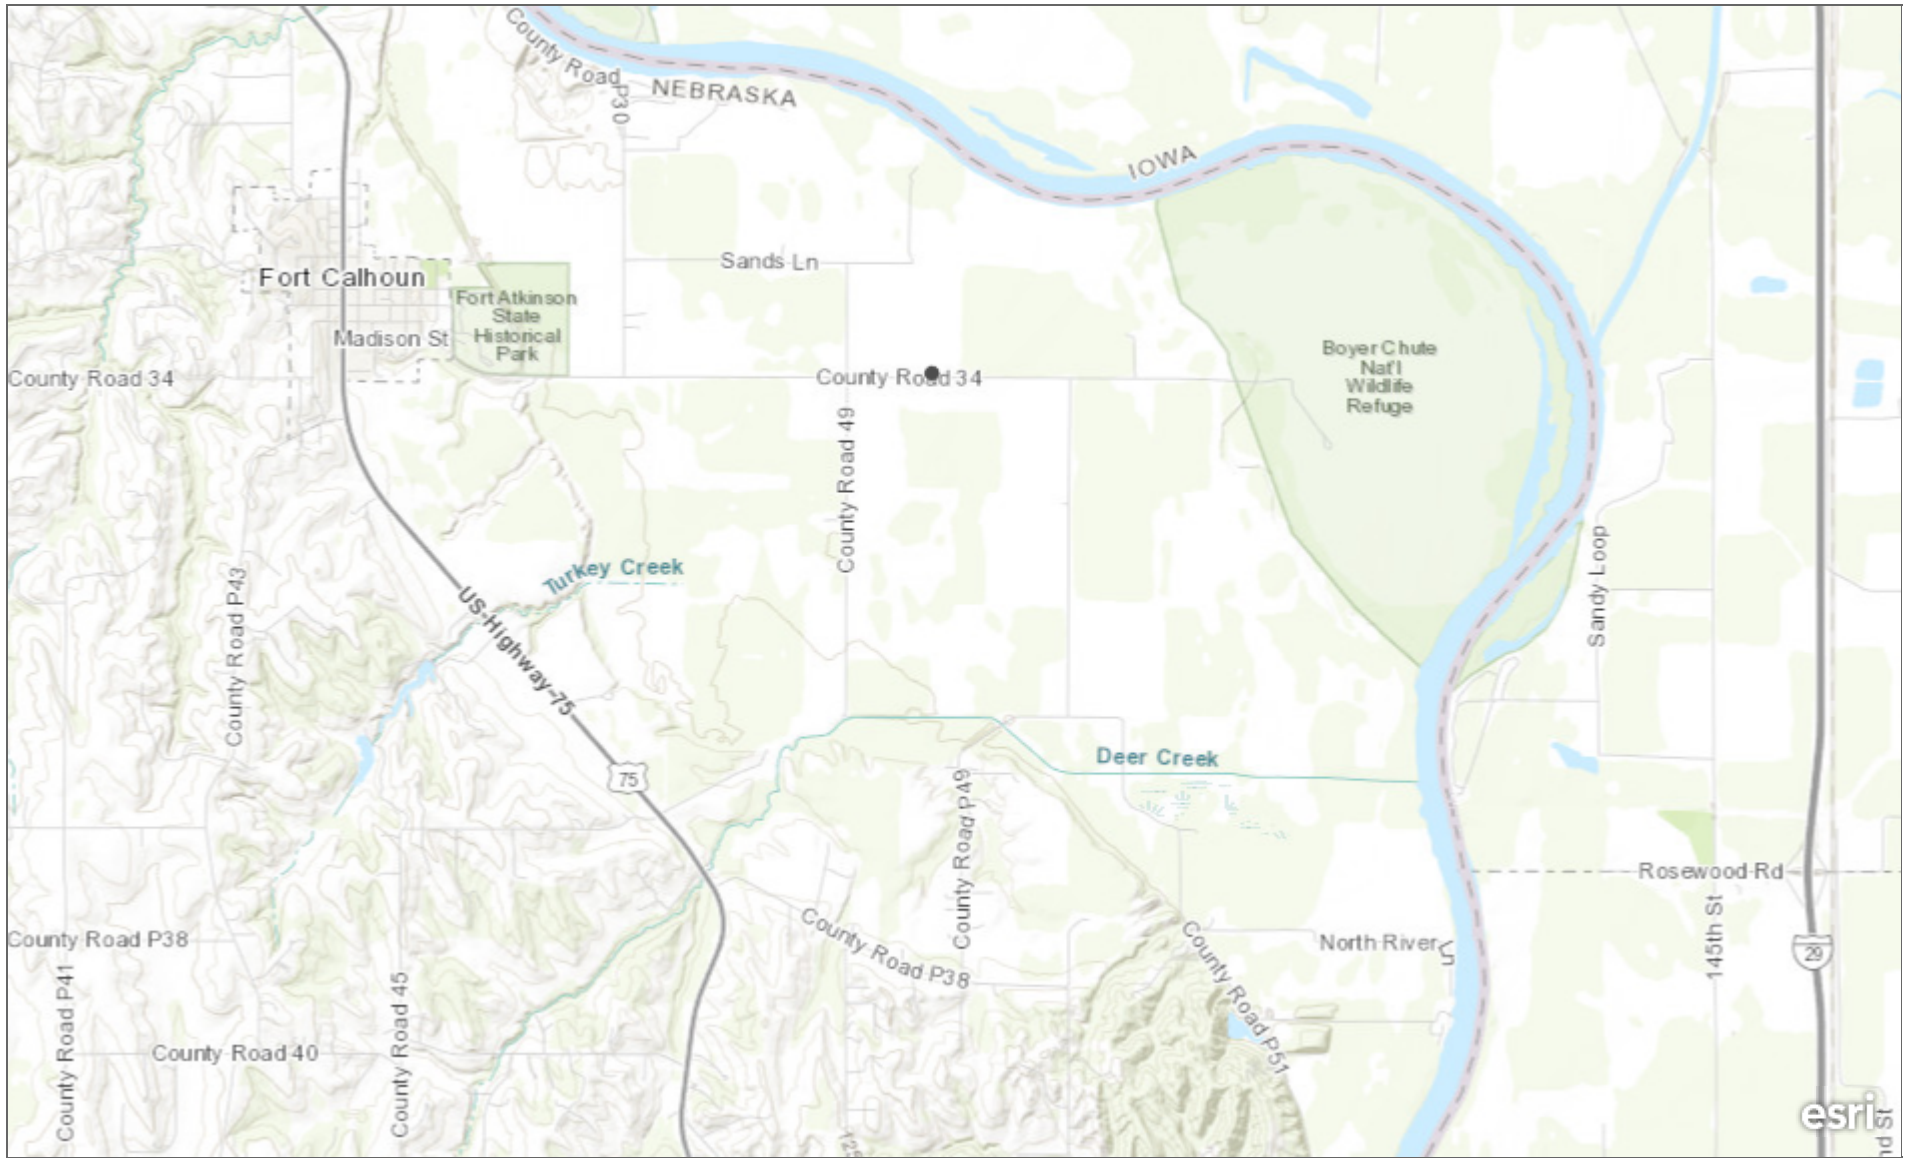 County Road
P30
NEBRASKA
IOWA
Sands Ln
Fort Calhoun
Fort Atkinson
State
Historical
Park
Madison St
County Road 34
County Road 34
Boyer Chute
Nat'l
Wildlife
Refuge
County Road 49
Turkey Creek
US-Highway-75
County Road P43
Sandy Loop
75
Deer Creek
County Road P49
Rosewood Rd
County Road P38
County Road P38
North River
Ln
145th St
29
County Road P41
County Road 45
County Road P51
County Road 40
esri
nd St
125